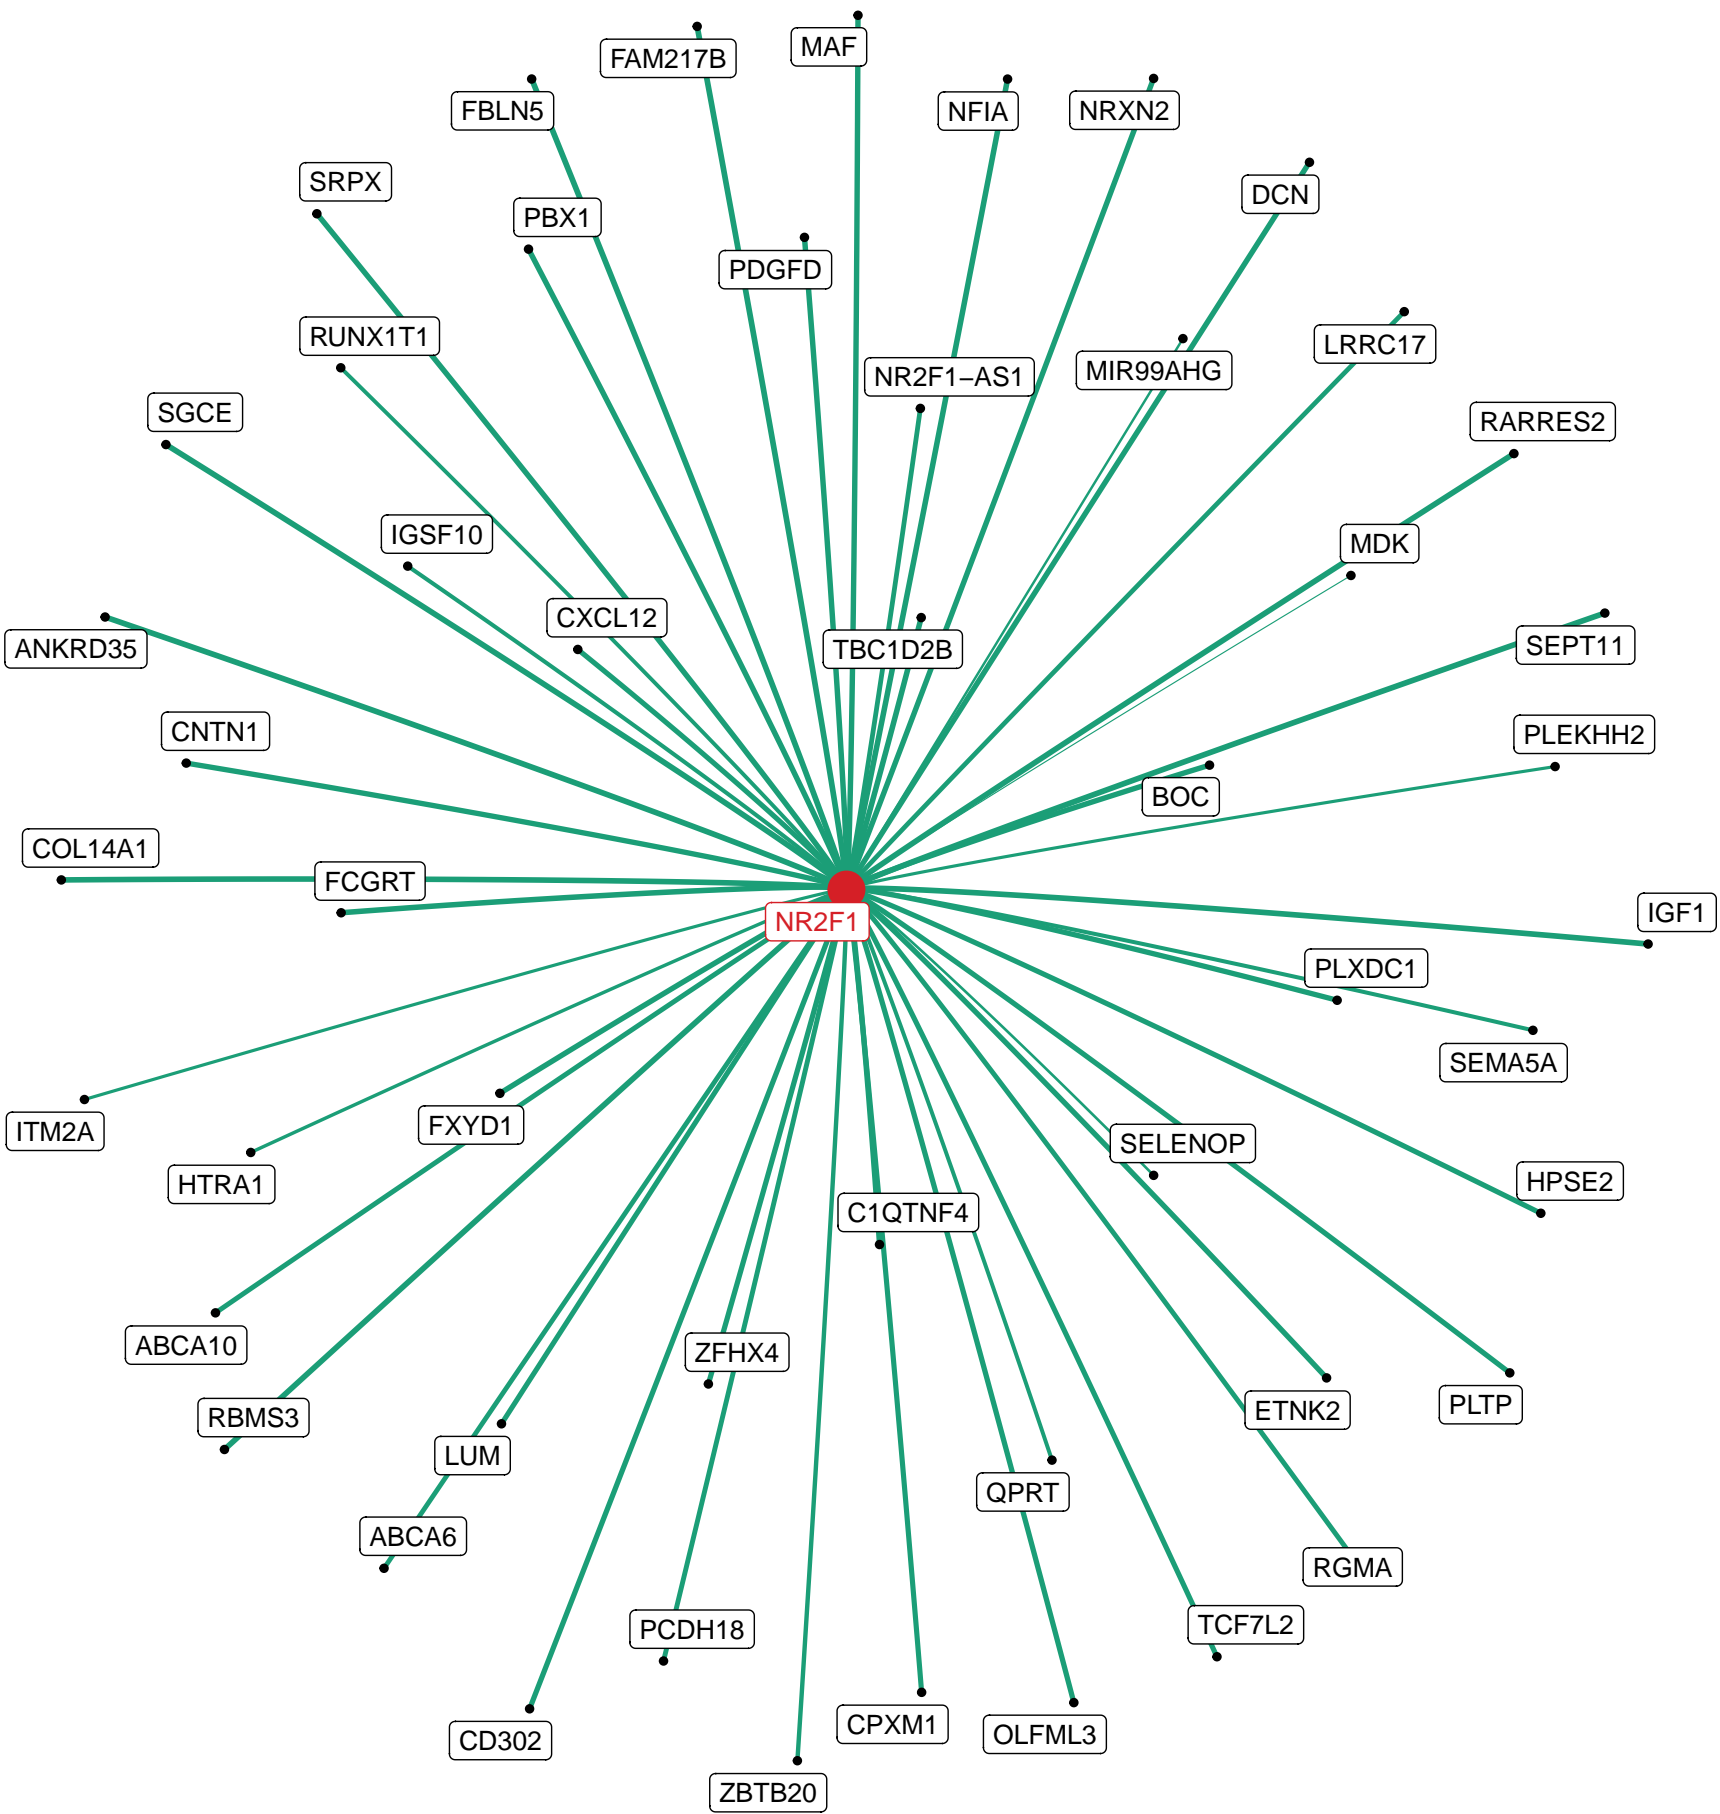 MAF
FAM217B
FBLN5
NFIA
NRXN2
SRPX
DCN
PBX1
PDGFD
RUNX1T1
LRRC17
MIR99AHG
NR2F1−AS1
SGCE
RARRES2
IGSF10
MDK
CXCL12
ANKRD35
TBC1D2B
SEPT11
CNTN1
PLEKHH2
BOC
COL14A1
FCGRT
IGF1
NR2F1
PLXDC1
SEMA5A
ITM2A
FXYD1
SELENOP
HTRA1
HPSE2
C1QTNF4
ABCA10
ZFHX4
PLTP
ETNK2
RBMS3
LUM
QPRT
ABCA6
RGMA
TCF7L2
PCDH18
CPXM1
OLFML3
CD302
ZBTB20